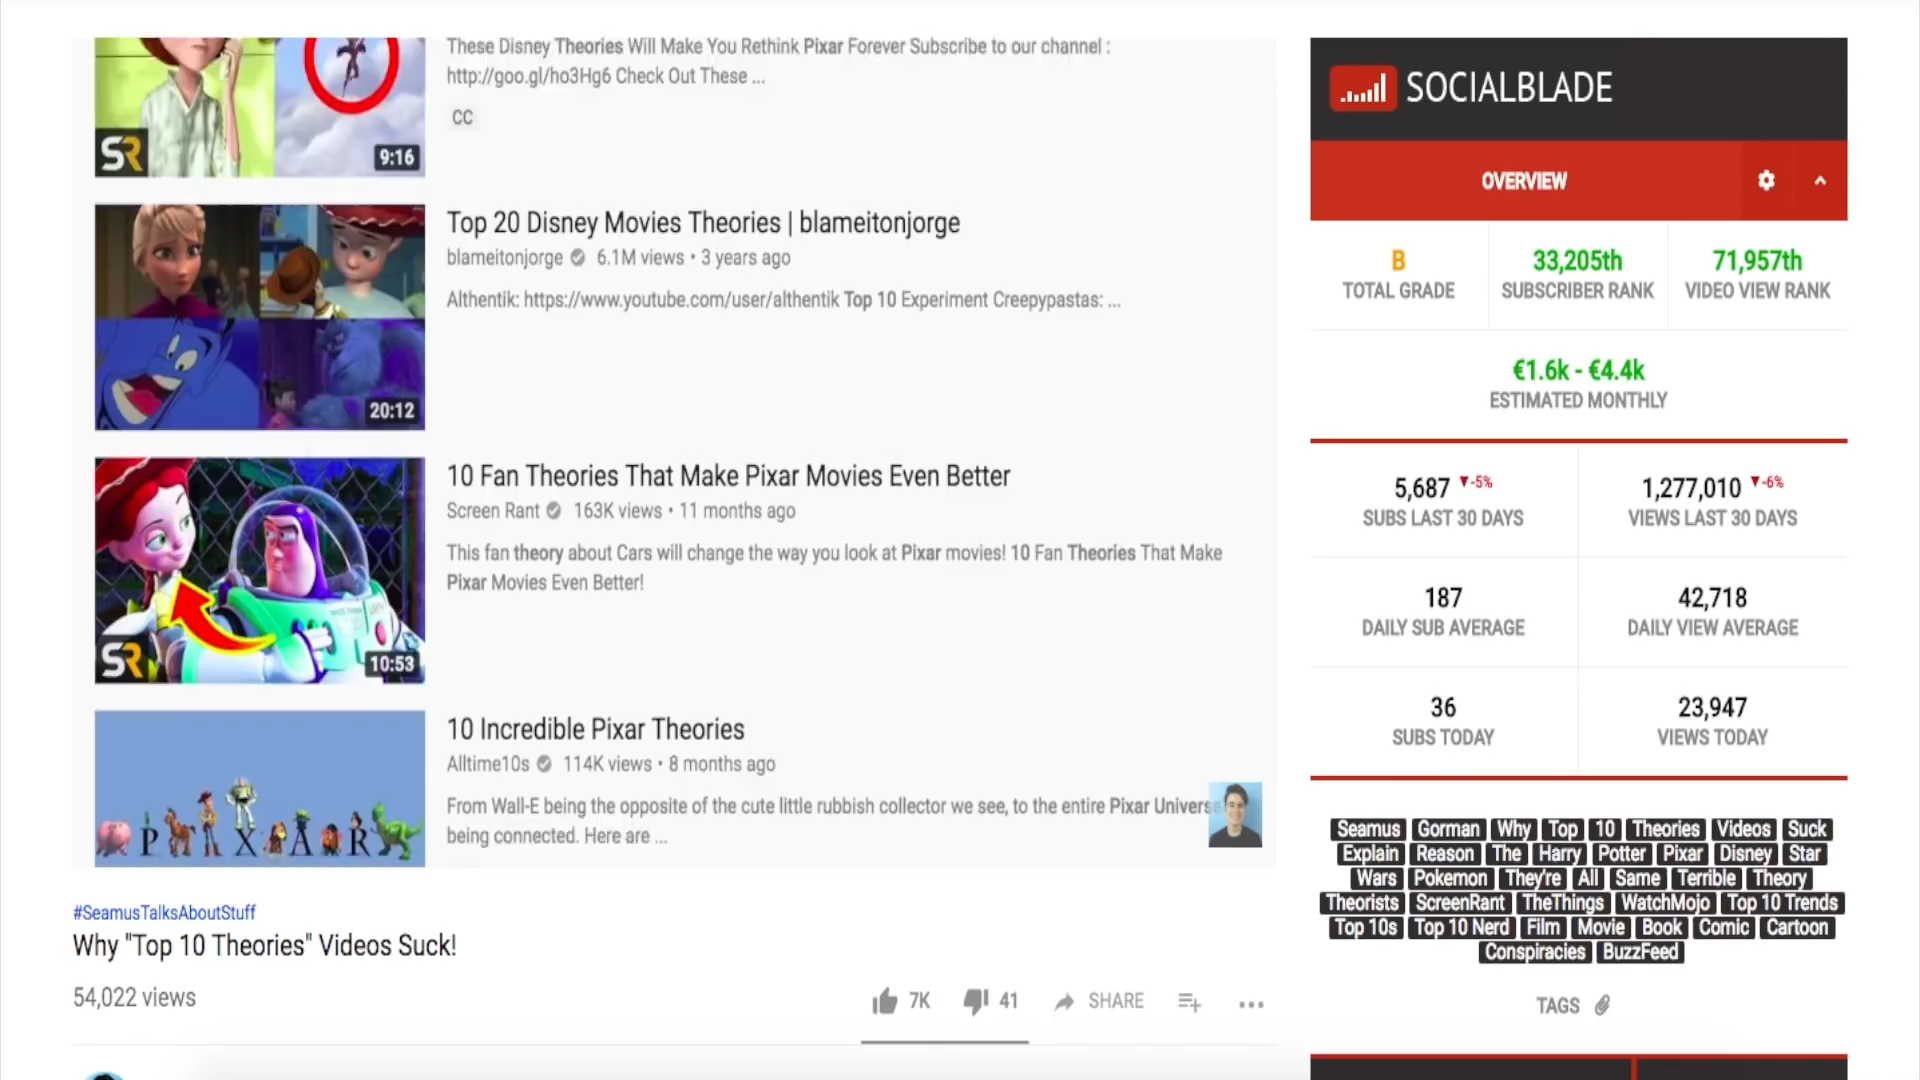 These Disney Theories Will Make You Rethink Pixar Forever Subscribe to our channel :
http://goo.gl/ho3Hg6 Check Out These ...
CC
SR
9:16
Top 20 Disney Movies Theories | blameitonjorge
blameitonjorge 6.1M views • 3 years ago
Althentik: https://www.youtube.com/user/althentik Top 10 Experiment Creepypastas: ...
20:12
10 Fan Theories That Make Pixar Movies Even Better
Screen Rant 163K views • 11 months ago
This fan theory about Cars will change the way you look at Pixar movies! 10 Fan Theories That Make
Pixar Movies Even Better!
SR
10:53
10 Incredible Pixar Theories
Alltime10s 114K views • 8 months ago
From Wall-E being the opposite of the cute little rubbish collector we see, to the entire Pixar Universe
being connected. Here are ...
PIXAR
#SeamusTalksAboutStuff
Why "Top 10 Theories" Videos Suck!
54,022 views
7K 41 SHARE
SOCIALBLADE
OVERVIEW
B 33,205th 71,957th
TOTAL GRADE SUBSCRIBER RANK VIDEO VIEW RANK
€1.6k - €4.4k
ESTIMATED MONTHLY
5,687 -5% 1,277,010 -6%
SUBS LAST 30 DAYS VIEWS LAST 30 DAYS
187 42,718
DAILY SUB AVERAGE DAILY VIEW AVERAGE
36 23,947
SUBS TODAY VIEWS TODAY
Seamus Gorman Why Top 10 Theories Videos Suck
Explain Reason The Harry Potter Pixar Disney Star
Wars Pokemon They're All Same Terrible Theory
Theorists ScreenRant TheThings WatchMojo Top 10 Trends
Top 10s Top 10 Nerd Film Movie Book Comic Cartoon
Conspiracies BuzzFeed
TAGS